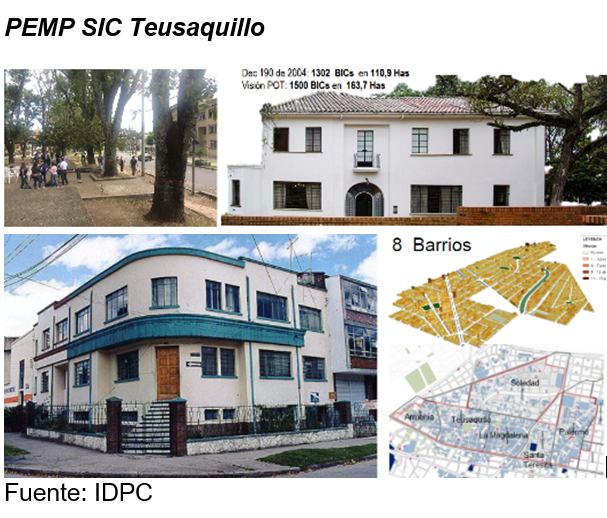 PEMP SIC Teusaquillo
Dec 190 de 2004: 1302 BICs en 110,9 Has
Visión POT: 1500 BICs en 163,7 Has
8 Barrios
LEYENDA
Soledad
Armenia
Teusaquillo
La Magdalena
Palermo
Santa
Teresita
Fuente: IDPC